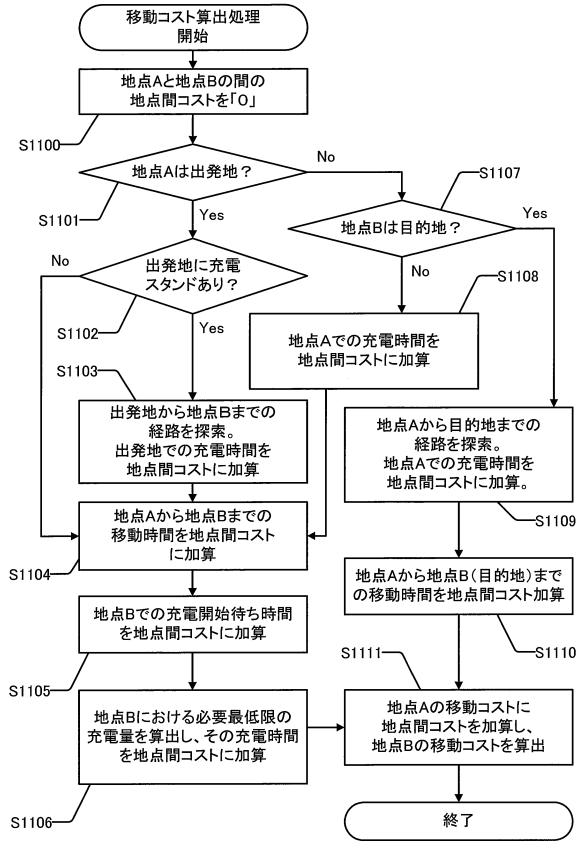 移動コスト算出処理
開始
地点Aと地点Bの間の
地点間コストを「0」
S1100
地点Aは出発地？
S1101
No
Yes
S1107
地点Bは目的地？
Yes
No
出発地に充電
スタンドあり？
No
S1102
Yes
S1108
地点Aでの充電時間を
地点間コストに加算
S1103
出発地から地点Bまでの
経路を探索。
出発地での充電時間を
地点間コストに加算
地点Aから目的地までの
経路を探索。
地点Aでの充電時間を
地点間コストに加算。
S1109
地点Aから地点Bまでの
移動時間を地点間コスト
に加算
S1104
地点Aから地点B（目的地）まで
の移動時間を地点間コスト加算
S1110
地点Bでの充電開始待ち時間
を地点間コストに加算
S1105
S1111
地点Bにおける必要最低限の
充電量を算出し、その充電時間
を地点間コストに加算
S1106
地点Aの移動コストに
地点間コストを加算し、
地点Bの移動コストを算出
終了